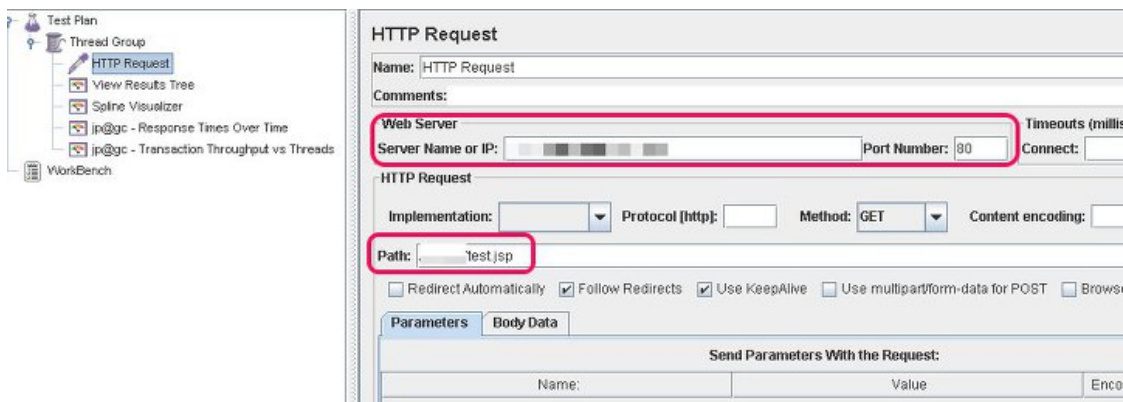 Test Plan
Thread Group
HTTP Request
View Results Tree
Spline Visualizer
jp@gc - Response Times Over Time
jp@gc - Transaction Throughput vs Threads
WorkBench
HTTP Request
Name: HTTP Request
Comments:
Web Server Timeouts (millis
Server Name or IP: Port Number: 80 Connect:
HTTP Request
Implementation: Protocol [http]: Method: GET Content encoding:
Path: test.jsp
Redirect Automatically Follow Redirects Use KeepAlive Use multipart/form-data for POST Browse
Parameters Body Data
Send Parameters With the Request:
Name: Value Enco